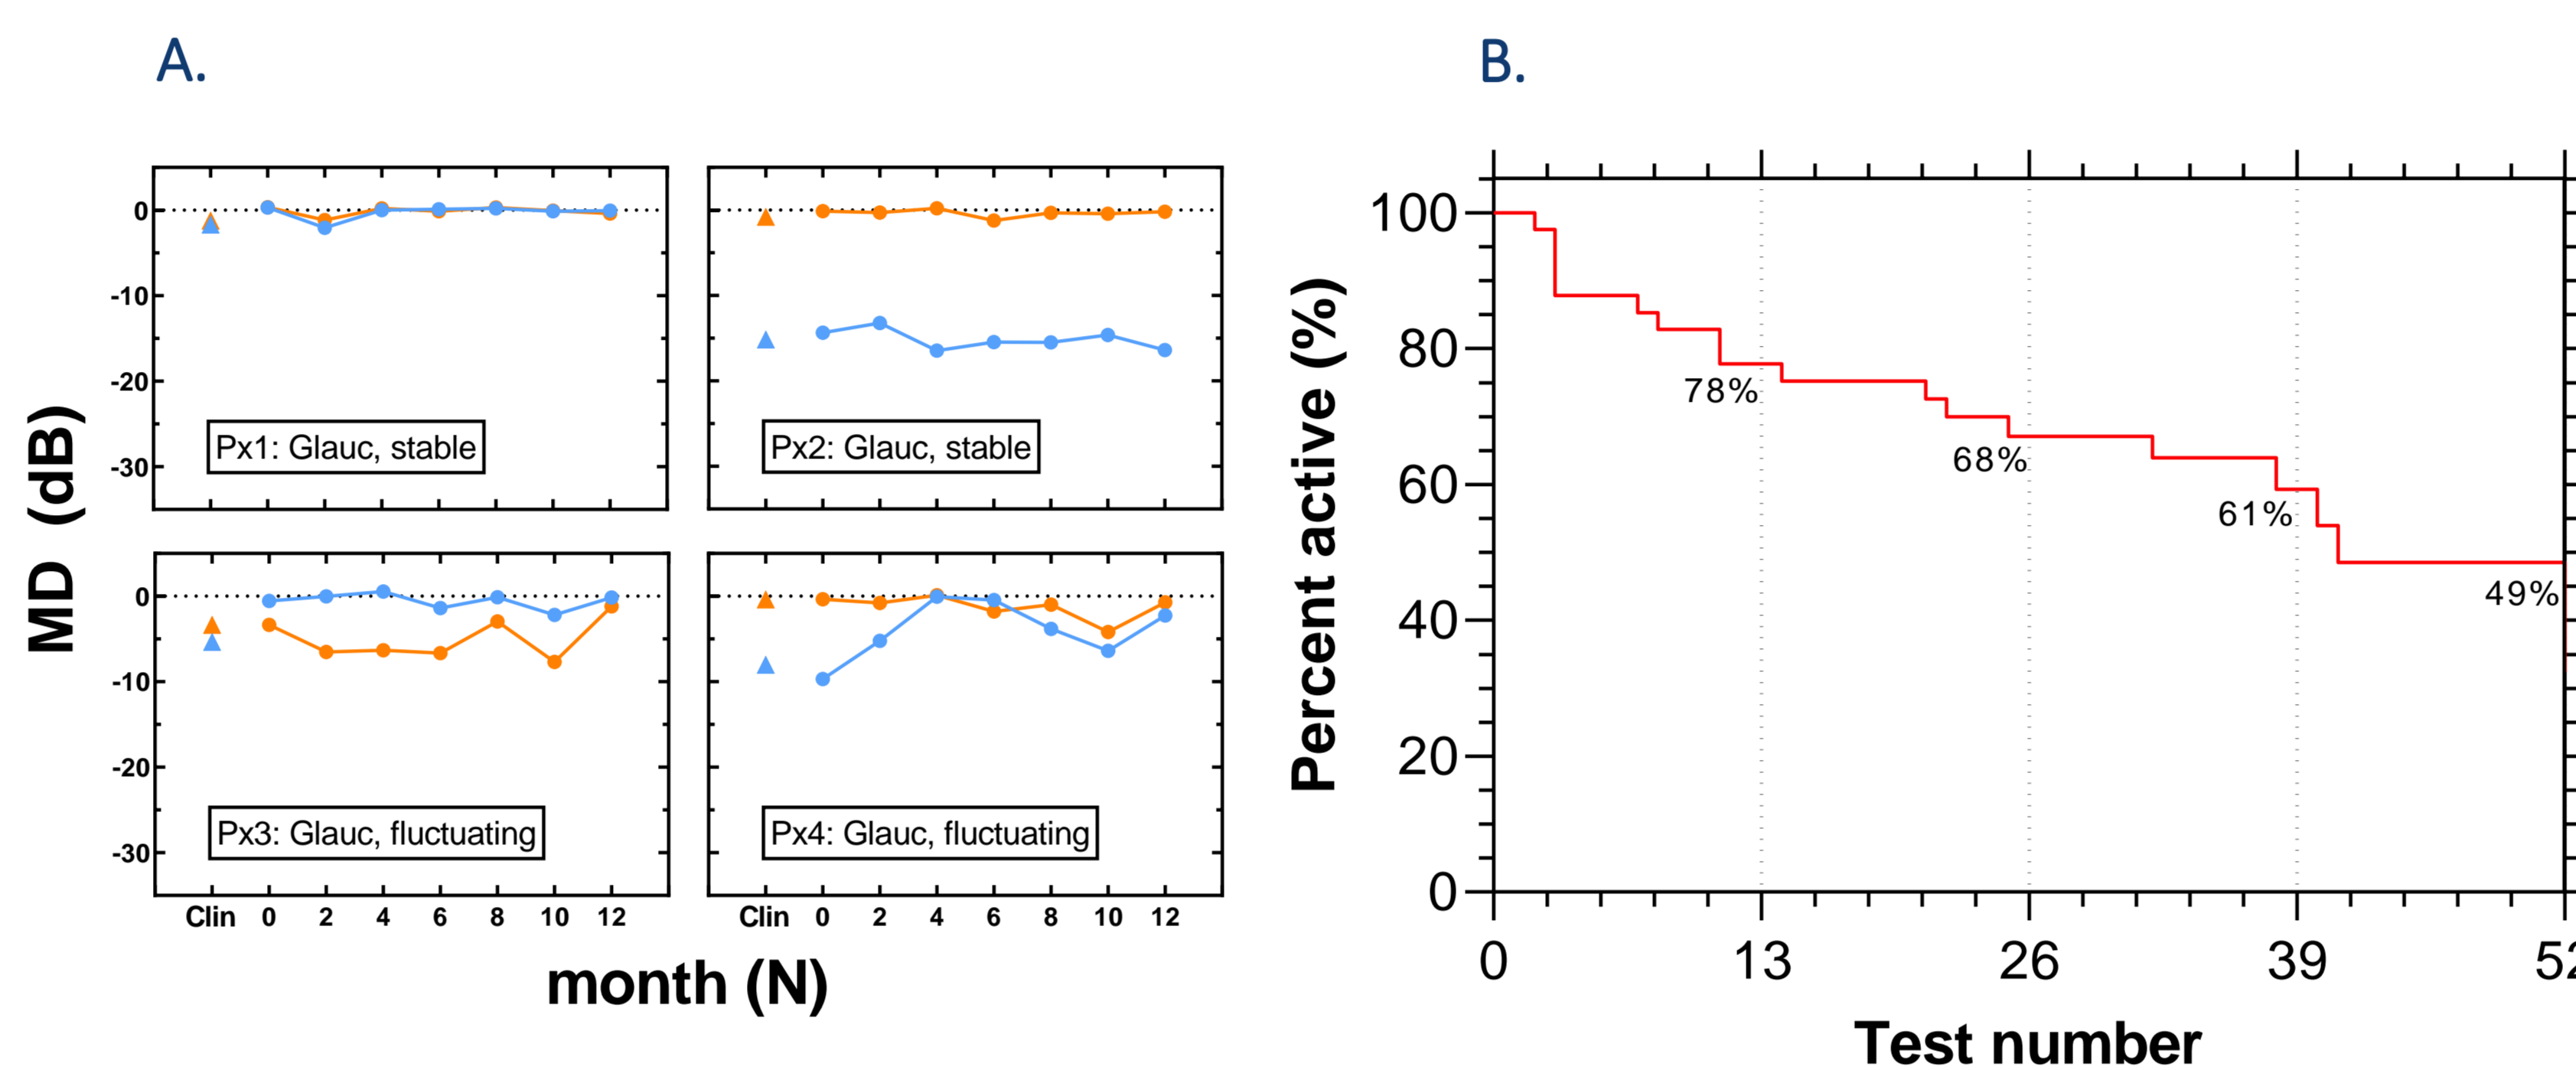 A.
B.
MD (dB)
0
-10
-20
-30
Px1: Glauc, stable
Px2: Glauc, stable
0
-10
-20
-30
Px3: Glauc, fluctuating
Px4: Glauc, fluctuating
Clin 0 2 4 6 8 10 12
Clin 0 2 4 6 8 10 12
month (N)
Percent active (%)
100
80
60
40
20
0
78%
68%
61%
49%
0 13 26 39 52
Test number